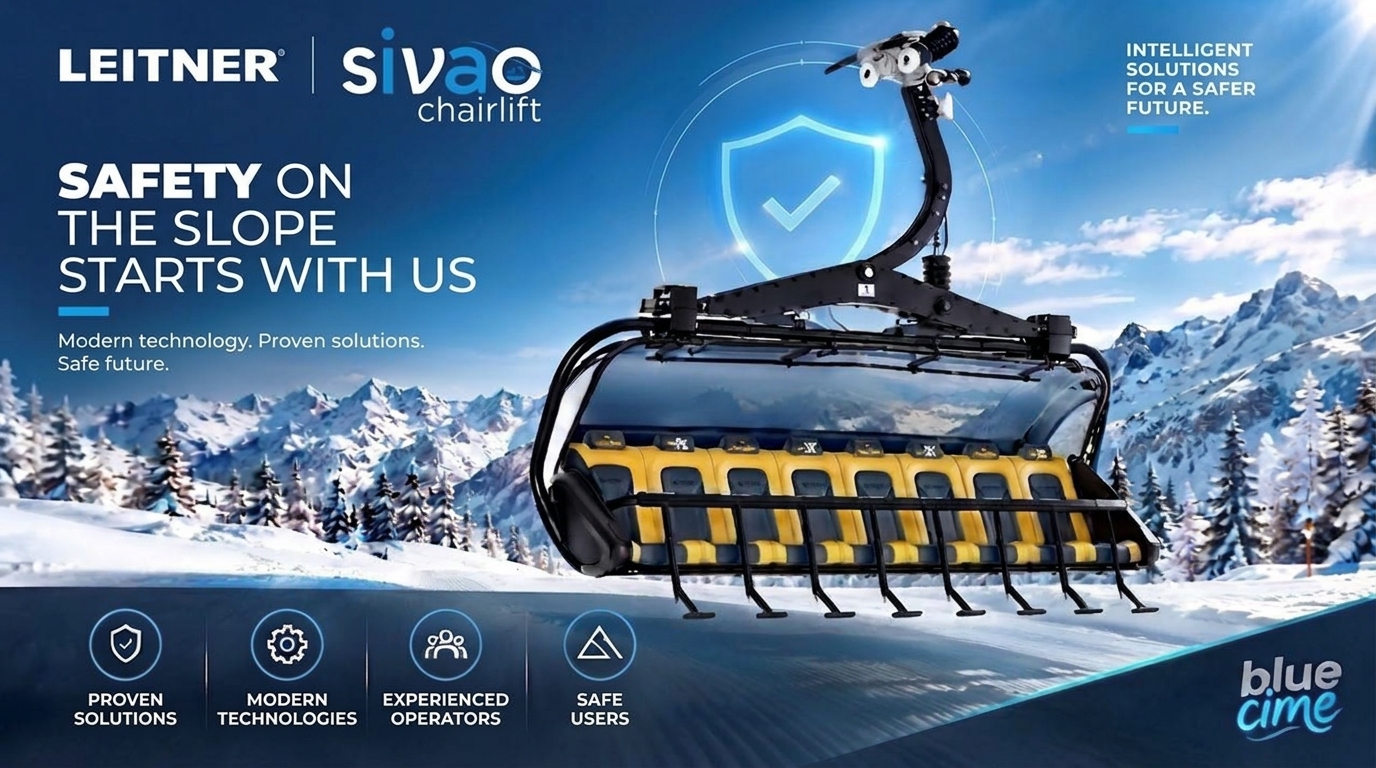 LEITNER®
sivao
chairlift
INTELLIGENT
SOLUTIONS
FOR A SAFER
FUTURE.
SAFETY ON
THE SLOPE
STARTS WITH US
Modern technology. Proven solutions.
Safe future.
1
PROVEN
SOLUTIONS
MODERN
TECHNOLOGIES
EXPERIENCED
OPERATORS
SAFE
USERS
blue
cime